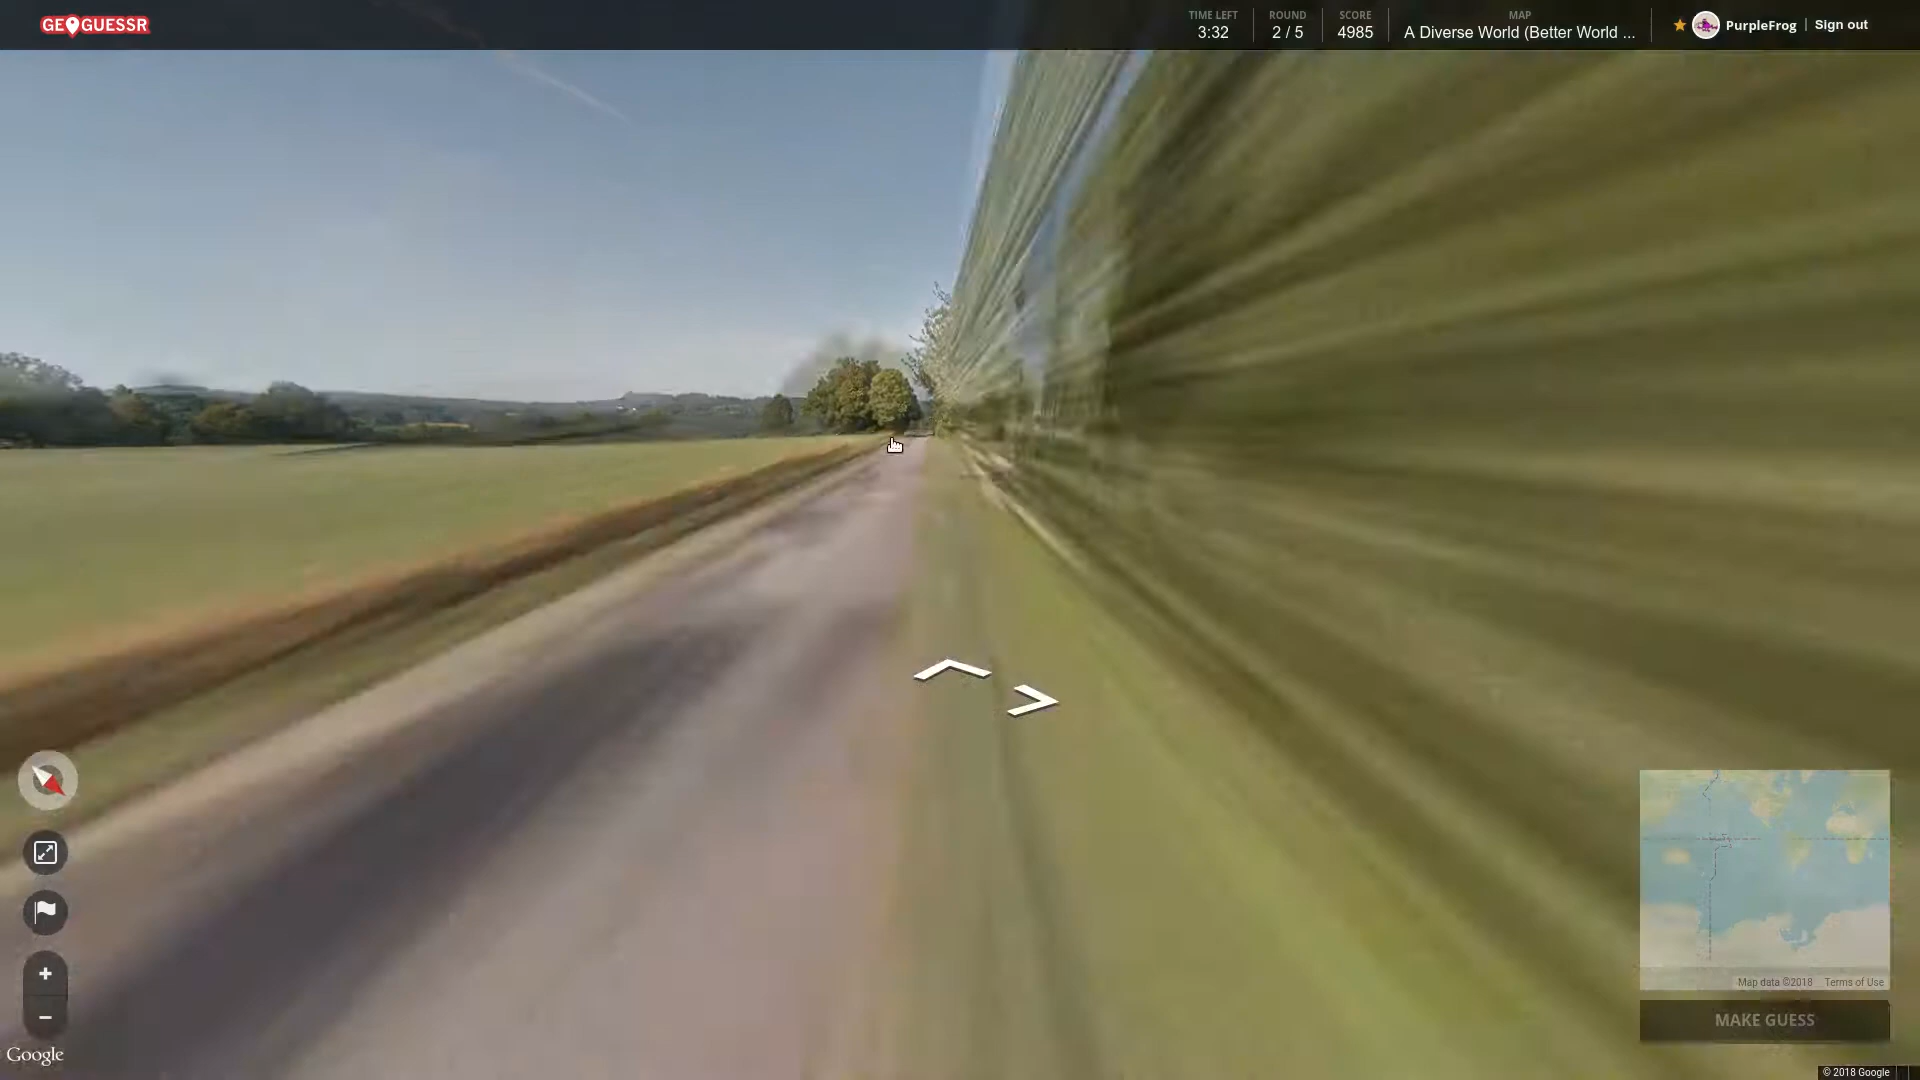 GEOGUESSR
TIME LEFT
3:32
ROUND
2 / 5
SCORE
4985
MAP
A Diverse World (Better World ...
PurpleFrog
Sign out
Map data ©2018
Terms of Use
MAKE GUESS
Google
© 2018 Google